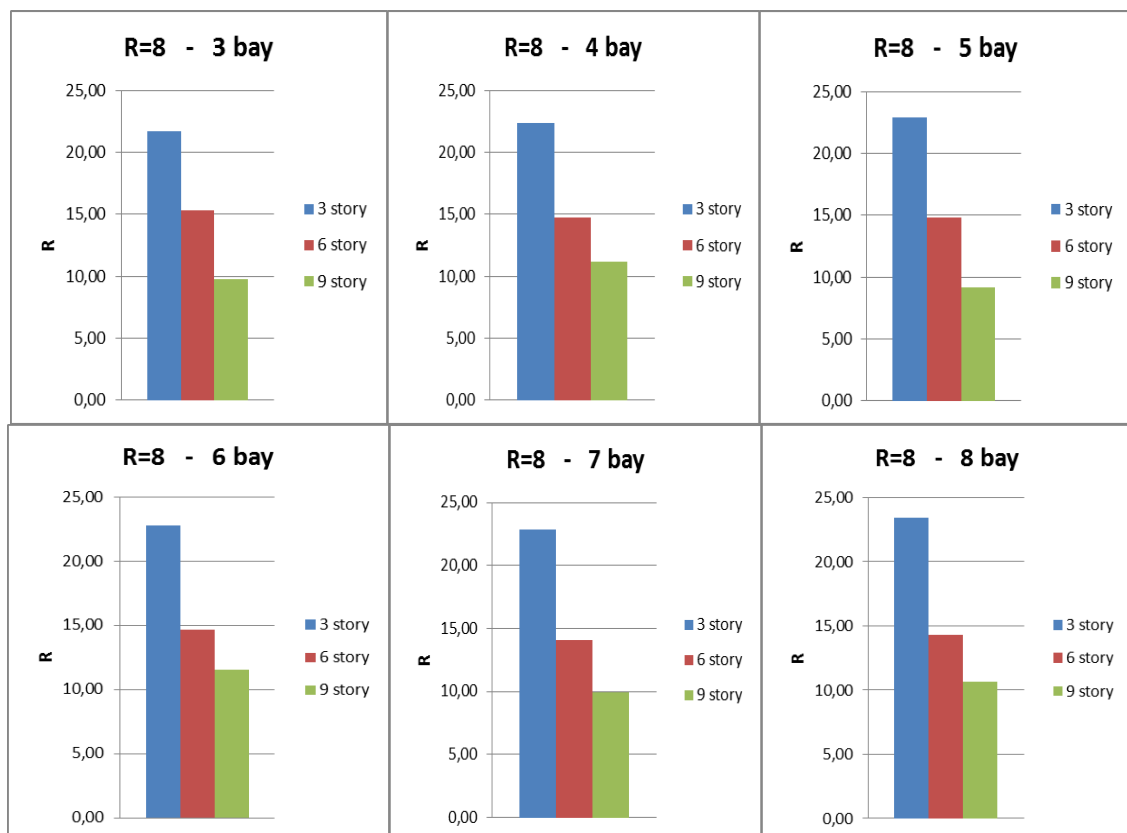 R=8 - 3 bay
25,00
20,00
15,00
10,00
5,00
0,00
R
3 story
6 story
9 story
R=8 - 4 bay
25,00
20,00
15,00
10,00
5,00
0,00
R
3 story
6 story
9 story
R=8 - 5 bay
25,00
20,00
15,00
10,00
5,00
0,00
R
3 story
6 story
9 story
R=8 - 6 bay
25,00
20,00
15,00
10,00
5,00
0,00
R
3 story
6 story
9 story
R=8 - 7 bay
25,00
20,00
15,00
10,00
5,00
0,00
R
3 story
6 story
9 story
R=8 - 8 bay
25,00
20,00
15,00
10,00
5,00
0,00
R
3 story
6 story
9 story